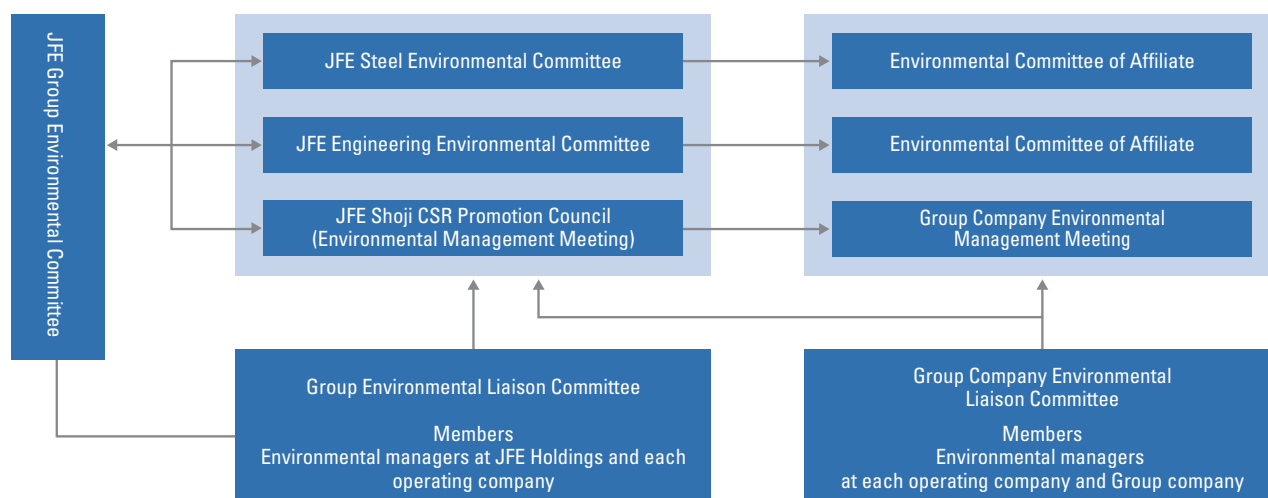 JFE Group Environmental Committee
JFE Steel Environmental Committee
Environmental Committee of Affiliate
JFE Engineering Environmental Committee
Environmental Committee of Affiliate
JFE Shoji CSR Promotion Council
(Environmental Management Meeting)
Group Company Environmental
Management Meeting
Group Environmental Liaison Committee
Members
Environmental managers at JFE Holdings and each
operating company
Group Company Environmental
Liaison Committee
Members
Environmental managers
at each operating company and Group company